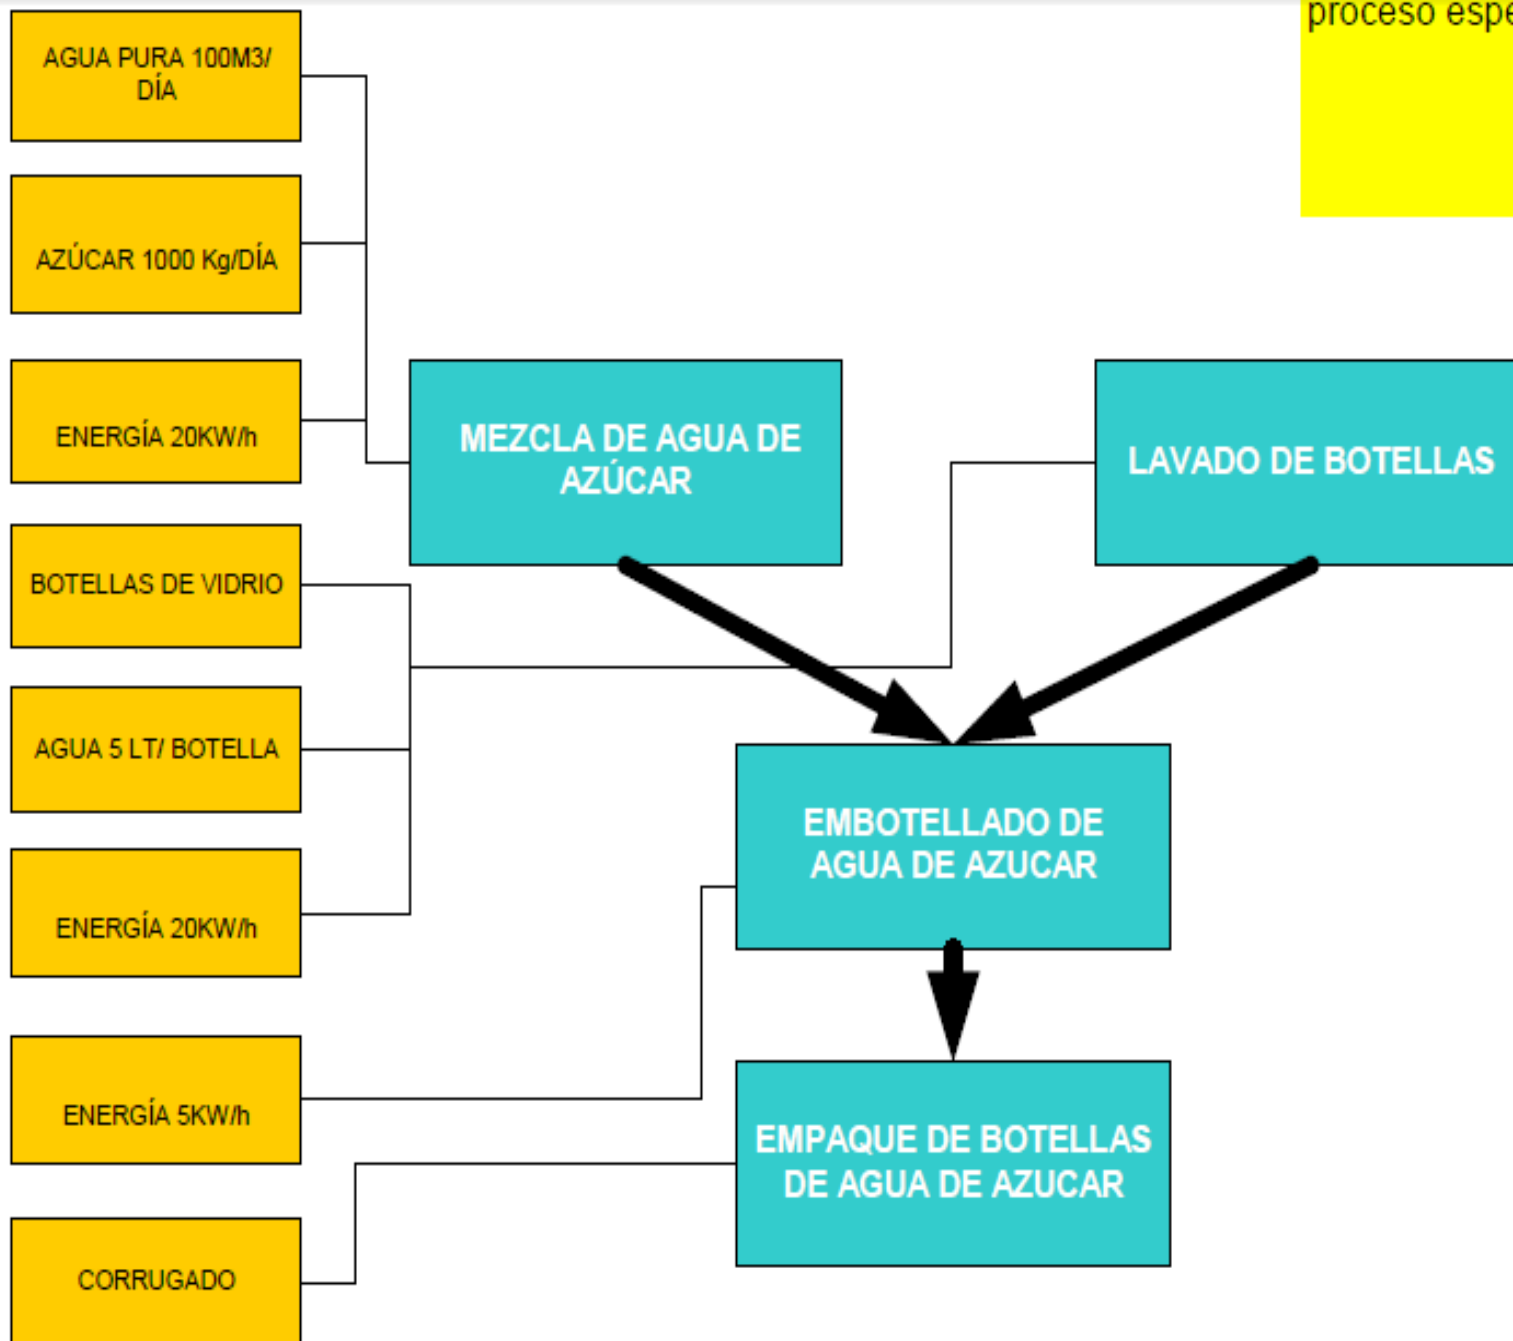 proceso
AGUA PURA 100M3/
DÍA
AZÚCAR 1000 Kg/DÍA
ENERGÍA 20KW/h
MEZCLA DE AGUA DE
AZÚCAR
LAVADO DE BOTELLAS
BOTELLAS DE VIDRIO
AGUA 5 LT/ BOTELLA
EMBOTELLADO DE
AGUA DE AZUCAR
ENERGÍA 20KW/h
ENERGÍA 5KW/h
EMPAQUE DE BOTELLAS
DE AGUA DE AZUCAR
CORRUGADO